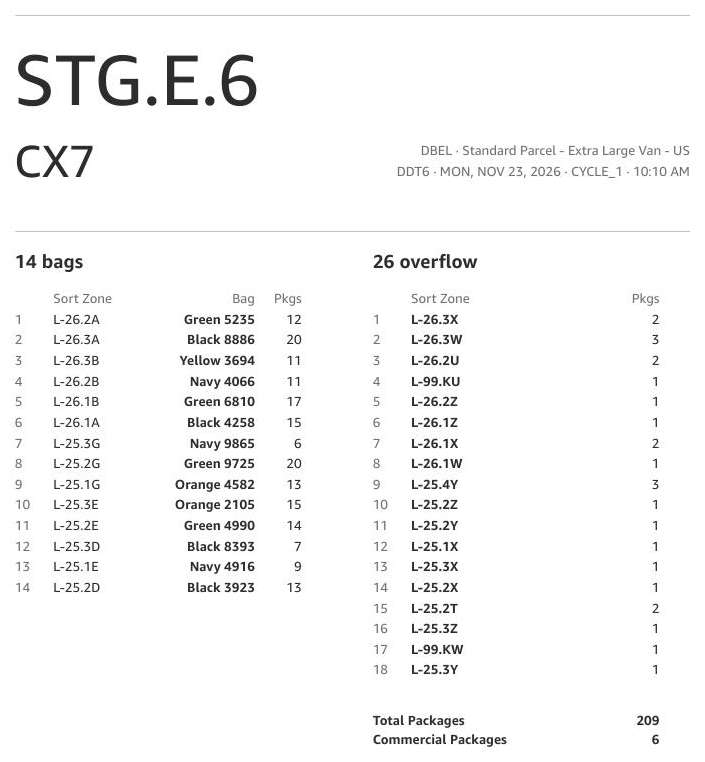 STG.E.6
CX7
DBEL · Standard Parcel - Extra Large Van - US
DDT6 · MON, NOV 23, 2026 · CYCLE_1 · 10:10 AM
14 bags
Sort Zone Bag Pkgs
1 L-26.2A Green 5235 12
2 L-26.3A Black 8886 20
3 L-26.3B Yellow 3694 11
4 L-26.2B Navy 4066 11
5 L-26.1B Green 6810 17
6 L-26.1A Black 4258 15
7 L-25.3G Navy 9865 6
8 L-25.2G Green 9725 20
9 L-25.1G Orange 4582 13
10 L-25.3E Orange 2105 15
11 L-25.2E Green 4990 14
12 L-25.3D Black 8393 7
13 L-25.1E Navy 4916 9
14 L-25.2D Black 3923 13
26 overflow
Sort Zone Pkgs
1 L-26.3X 2
2 L-26.3W 3
3 L-26.2U 2
4 L-99.KU 1
5 L-26.2Z 1
6 L-26.1Z 1
7 L-26.1X 2
8 L-26.1W 1
9 L-25.4Y 3
10 L-25.2Z 1
11 L-25.2Y 1
12 L-25.1X 1
13 L-25.3X 1
14 L-25.2X 1
15 L-25.2T 2
16 L-25.3Z 1
17 L-99.KW 1
18 L-25.3Y 1
Total Packages 209
Commercial Packages 6